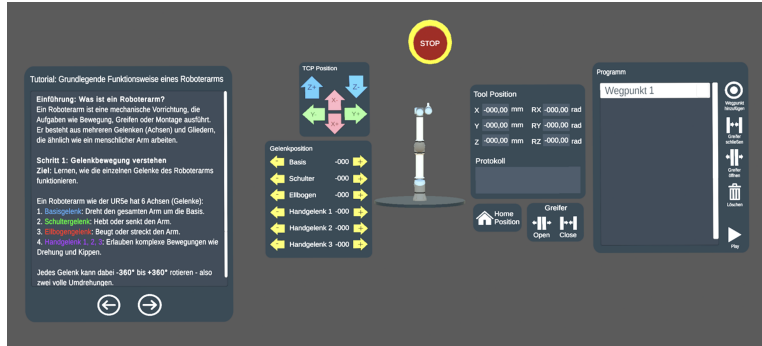 STOP
Tutorial: Grundlegende Funktionsweise eines Roboterarms
Einführung: Was ist ein Roboterarm?
Ein Roboterarm ist eine mechanische Vorrichtung, die
Aufgaben wie Bewegung, Greifen oder Montage ausführt.
Er besteht aus mehreren Gelenken (Achsen) und Gliedern,
die ähnlich wie ein menschlicher Arm arbeiten.
Schritt 1: Gelenkbewegung verstehen
Ziel: Lernen, wie die einzelnen Gelenke des Roboterarms
funktionieren.
Ein Roboterarm wie der UR5e hat 6 Achsen (Gelenke):
1. Basisgelenk: Dreht den gesamten Arm um die Basis.
2. Schultergelenk: Hebt oder senkt den Arm.
3. Ellbogengelenk: Beugt oder streckt den Arm.
4. Handgelenk 1, 2, 3: Erlauben komplexe Bewegungen wie
Drehung und Kippen.
Jedes Gelenk kann dabei -360° bis +360° rotieren - also
zwei volle Umdrehungen.
TCP Position
Z+
Z-
X-
Y-
Y+
X+
Gelenkposition
- Basis -000 +
- Schulter -000 +
- Ellbogen -000 +
- Handgelenk 1 -000 +
- Handgelenk 2 -000 +
- Handgelenk 3 -000 +
Tool Position
X -000,00 mm RX -000,00 rad
Y -000,00 mm RY -000,00 rad
Z -000,00 mm RZ -000,00 rad
Protokoll
Home
Position
Greifer
Open Close
Programm
Wegpunkt 1
Wegpunkt
hinzufügen
Greifer
schließen
Greifer
öffnen
Löschen
Play